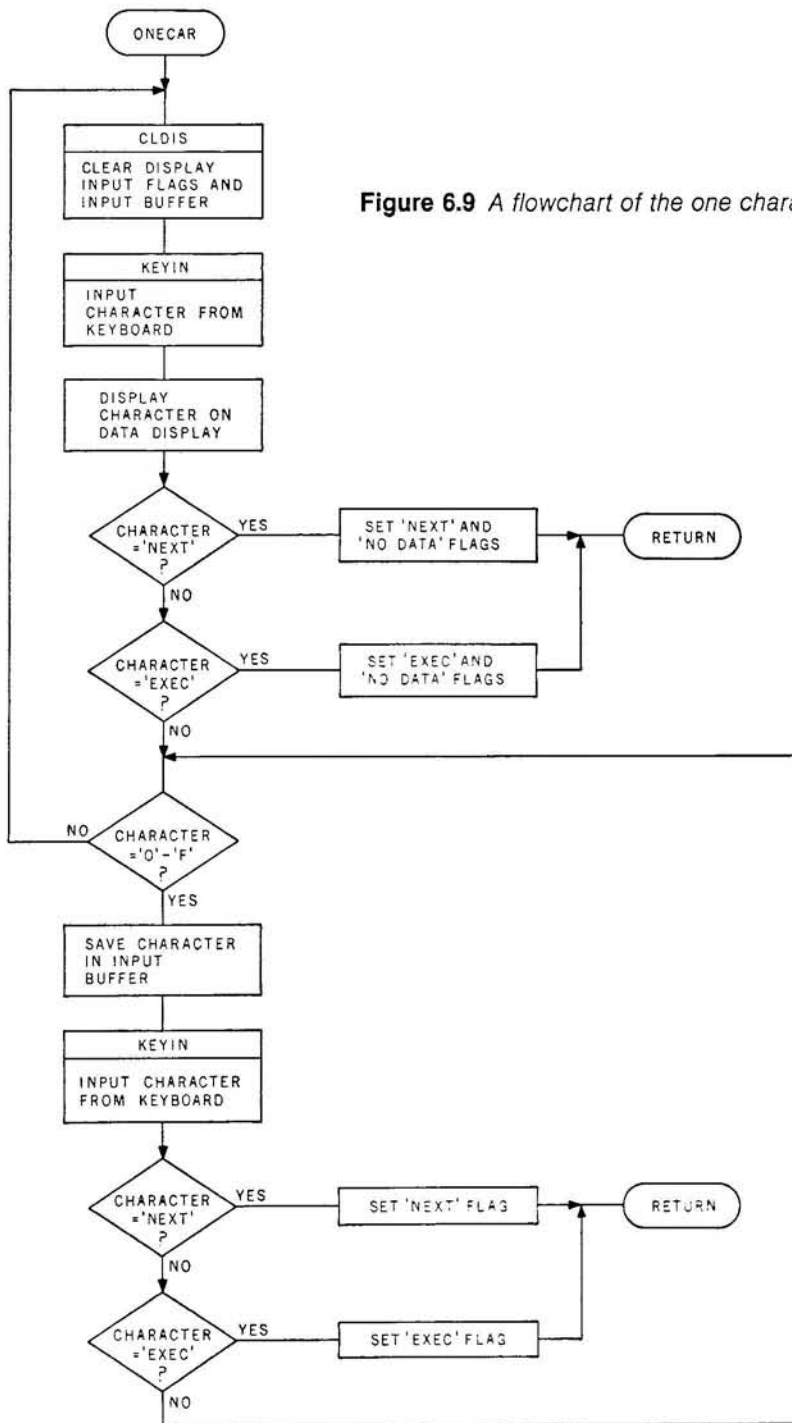 ONECAR
CLDIS
CLEAR DISPLAY
INPUT FLAGS AND
INPUT BUFFER
Figure 6.9 A flowchart of the one chara
KEYIN
INPUT
CHARACTER FROM
KEYBOARD
DISPLAY
CHARACTER ON
DATA DISPLAY
CHARACTER
='NEXT'
?
YES
SET 'NEXT' AND
'NO DATA' FLAGS
RETURN
NO
CHARACTER
='EXEC'
?
YES
SET 'EXEC' AND
'NO DATA' FLAGS
NO
CHARACTER
='0'-'F'
?
NO
YES
SAVE CHARACTER
IN INPUT
BUFFER
KEYIN
INPUT CHARACTER
FROM KEYBOARD
CHARACTER
='NEXT'
?
YES
SET 'NEXT' FLAG
RETURN
NO
CHARACTER
='EXEC'
?
YES
SET 'EXEC' FLAG
NO